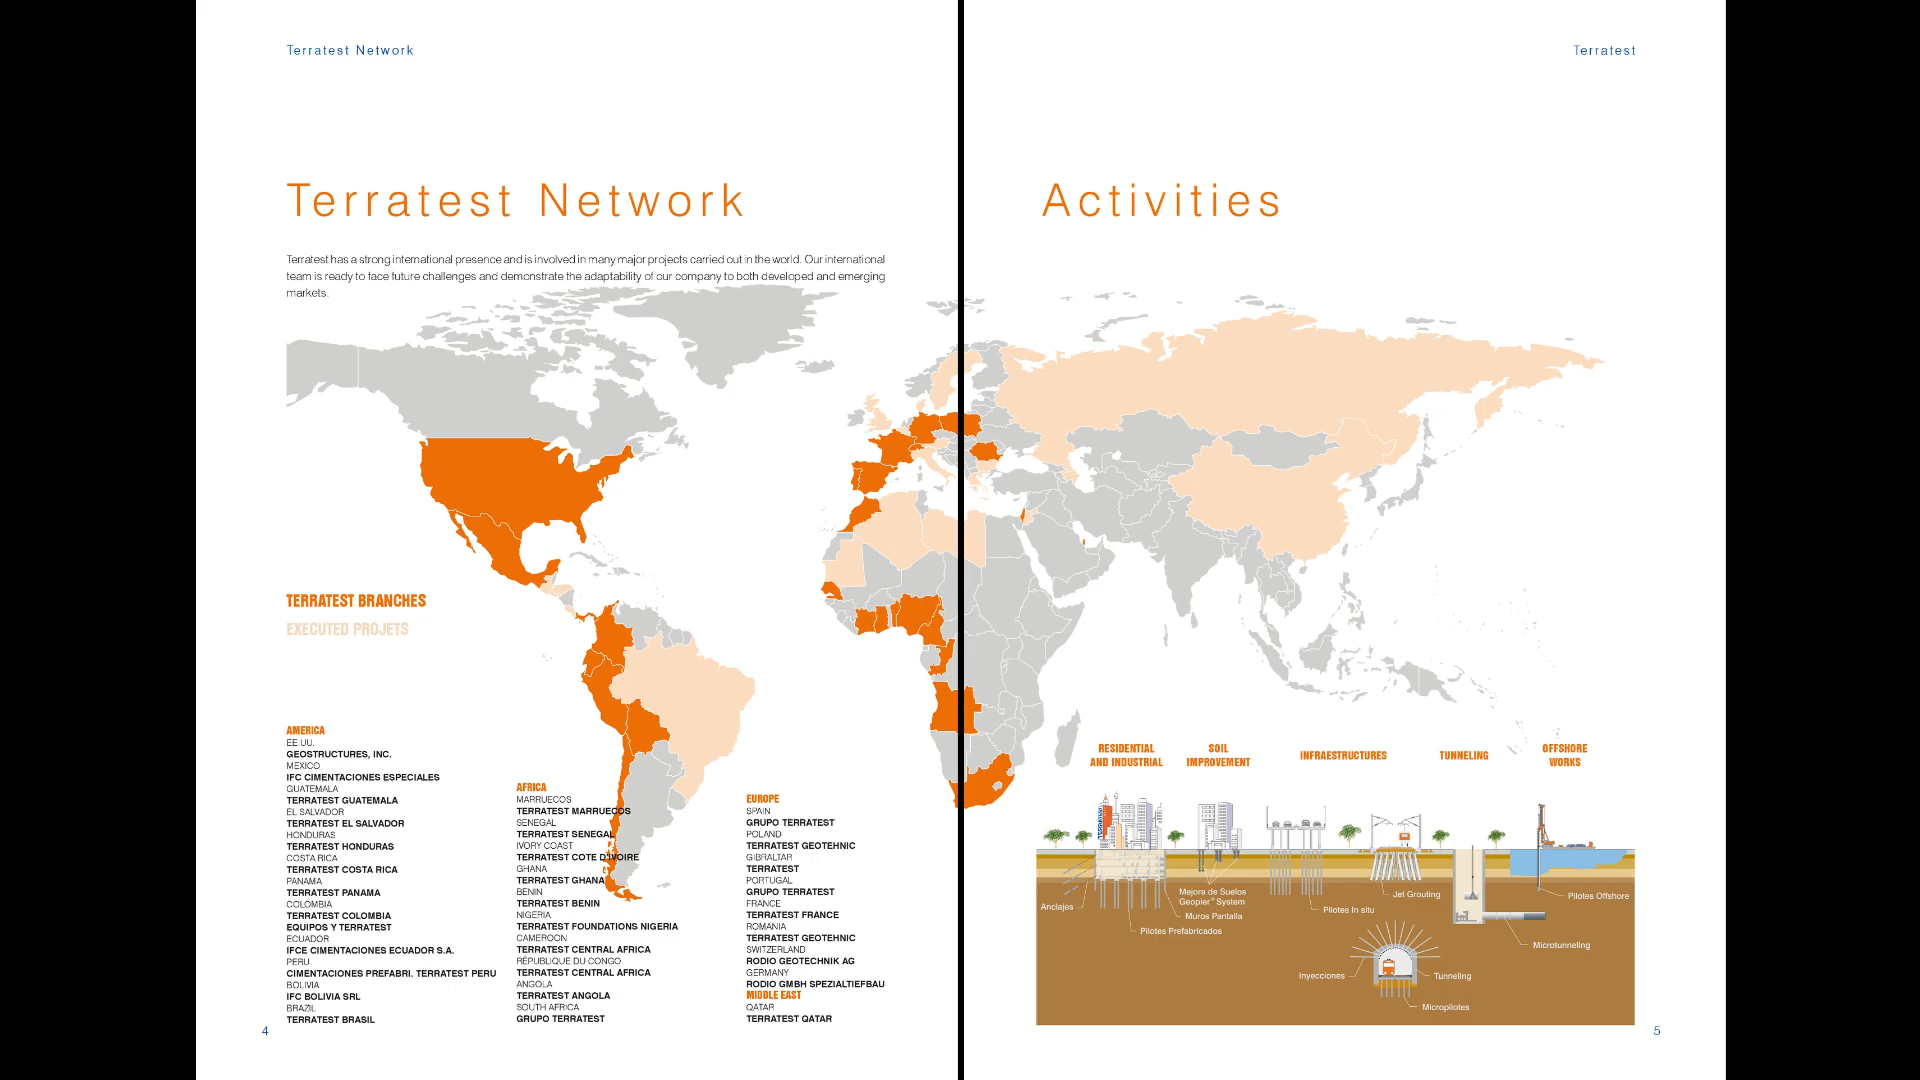 Terratest Network
Terratest
Terratest Network
Activities
Terratest has a strong international presence and is involved in many major projects carried out in the world. Our international
team is ready to face future challenges and demonstrate the adaptability of our company to both developed and emerging
markets.
TERRATEST BRANCHES
EXECUTED PROJETS
AMERICA
EE.UU.
GEOSTRUCTURES, INC.
MEXICO
IFC CIMENTACIONES ESPECIALES
GUATEMALA
TERRATEST GUATEMALA
EL SALVADOR
TERRATEST EL SALVADOR
HONDURAS
TERRATEST HONDURAS
COSTA RICA
TERRATEST COSTA RICA
PANAMA
TERRATEST PANAMA
COLOMBIA
TERRATEST COLOMBIA
EQUIPOS Y TERRATEST
ECUADOR
IFCE CIMENTACIONES ECUADOR S.A.
PERU
CIMENTACIONES PREFABRI. TERRATEST PERU
BOLIVIA
IFC BOLIVIA SRL
BRAZIL
TERRATEST BRASIL
AFRICA
MARRUECOS
TERRATEST MARRUECOS
SENEGAL
TERRATEST SENEGAL
IVORY COAST
TERRATEST COTE D'IVOIRE
GHANA
TERRATEST GHANA
BENIN
TERRATEST BENIN
NIGERIA
TERRATEST FOUNDATIONS NIGERIA
CAMEROON
TERRATEST CENTRAL AFRICA
RÉPUBLIQUE DU CONGO
TERRATEST CENTRAL AFRICA
ANGOLA
TERRATEST ANGOLA
SOUTH AFRICA
GRUPO TERRATEST
EUROPE
SPAIN
GRUPO TERRATEST
POLAND
TERRATEST GEOTEHNIC
GIBRALTAR
TERRATEST
PORTUGAL
GRUPO TERRATEST
FRANCE
TERRATEST FRANCE
ROMANIA
TERRATEST GEOTEHNIC
SWITZERLAND
RODIO GEOTECHNIK AG
GERMANY
RODIO GMBH SPEZIALTIEFBAU
MIDDLE EAST
QATAR
TERRATEST QATAR
RESIDENTIAL
AND INDUSTRIAL
SOIL
IMPROVEMENT
INFRAESTRUCTURES
TUNNELING
OFFSHORE
WORKS
TERRATEST
Anclajes
Pilotes Prefabricados
Mejora de Suelos
Geopier® System
Muros Pantalla
Pilotes In situ
Jet Grouting
Pilotes Offshore
Microtunneling
Inyecciones
Tunneling
Micropilotes
4
5